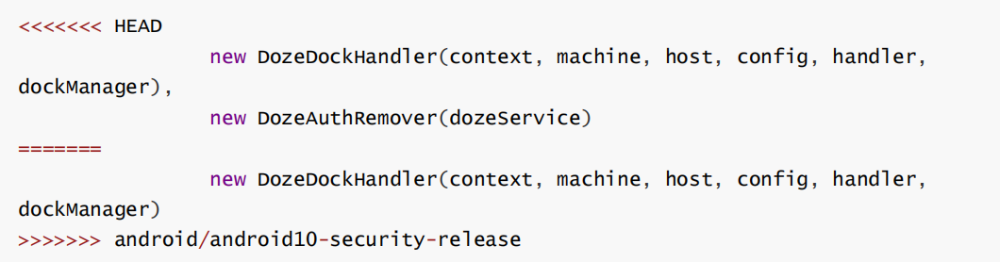 <<<<<<< HEAD
new DozeDockHandler(context, machine, host, config, handler,
dockManager),
new DozeAuthRemover(dozeService)
=======
new DozeDockHandler(context, machine, host, config, handler,
dockManager)
>>>>>>> android/android10-security-release